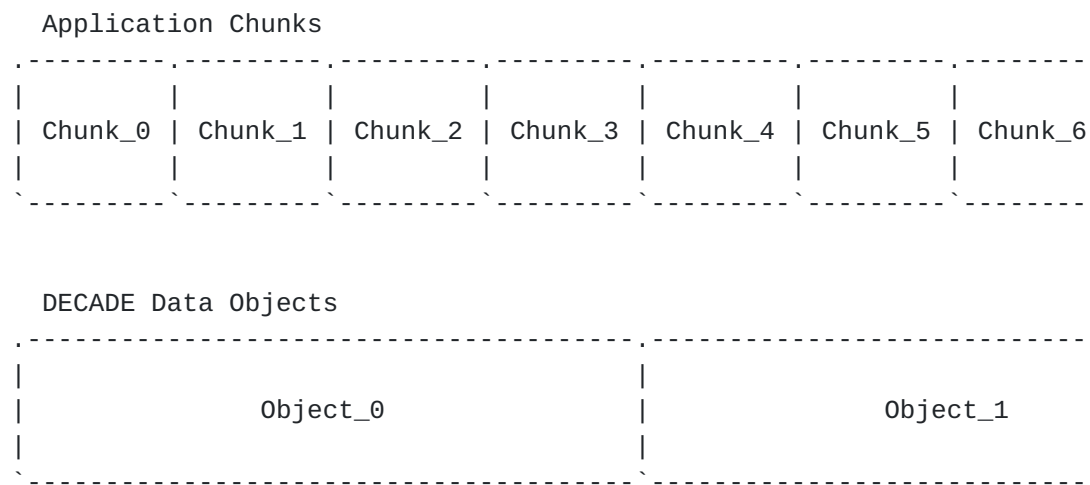 Application Chunks
.---------.---------.---------.---------.---------.---------.--------
|         |         |         |         |         |         |
| Chunk_0 | Chunk_1 | Chunk_2 | Chunk_3 | Chunk_4 | Chunk_5 | Chunk_6
|         |         |         |         |         |         |
`---------`---------`---------`---------`---------`---------`--------
DECADE Data Objects
.---------------------------------------.----------------------------
|                                       |
|               Object_0                |               Object_1
|                                       |
`---------------------------------------`----------------------------